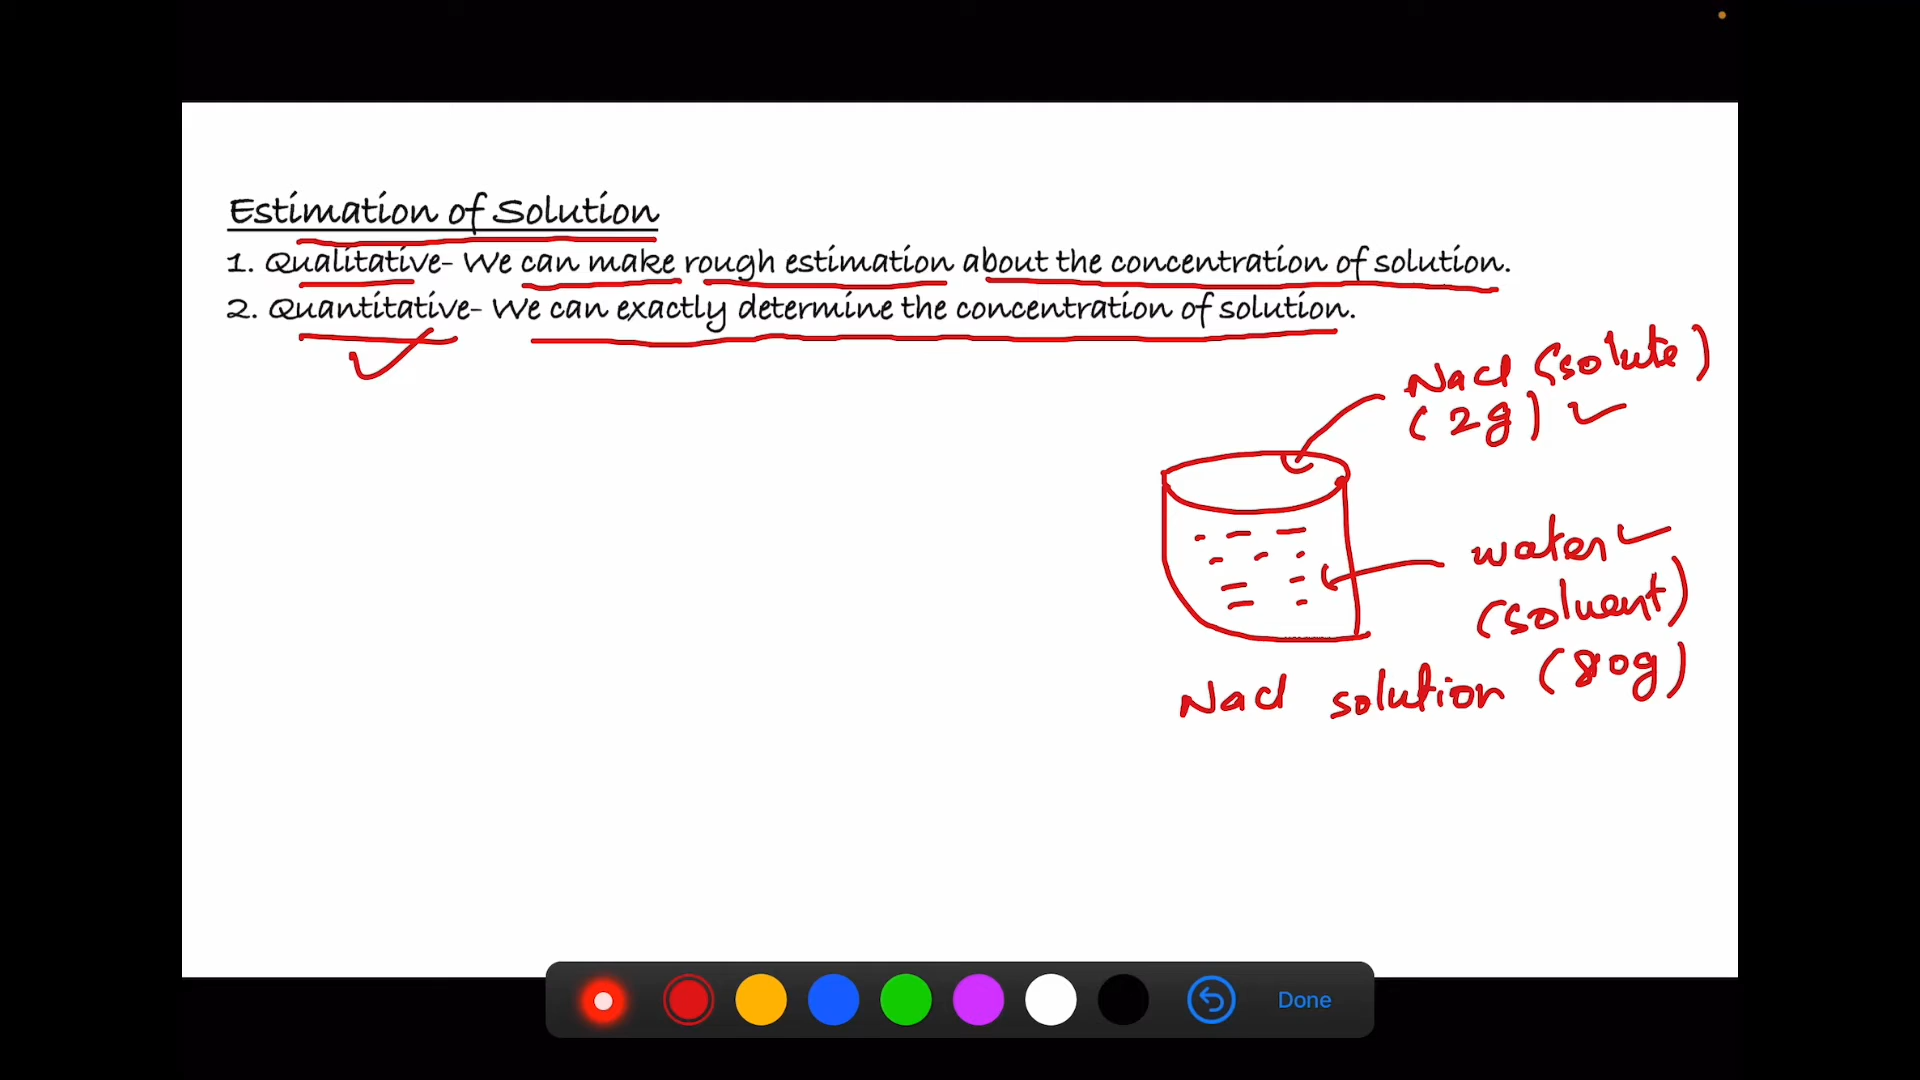 Estimation of Solution
1. Qualitative- We can make rough estimation about the concentration of solution.
2. Quantitative- We can exactly determine the concentration of solution.
Nacl (solute)
(2g)
water
(solvent)
(80g)
Nacl solution
Done